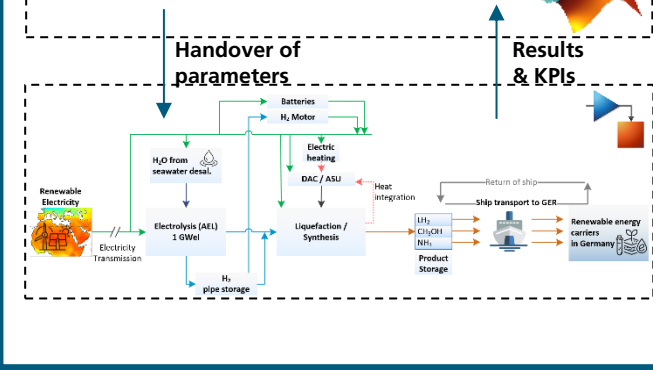 Handover of
parameters
Results
& KPIs
Batteries
H₂ Motor
H₂O from
seawater desal.
Electric
heating
DAC / ASU
Heat
integration
Renewable
Electricity
Electricity
Transmission
Electrolysis (AEL)
1 GWel
Liquefaction /
Synthesis
H₂
pipe storage
LH₂
CH₃OH
NH₃
Product
Storage
Return of ship
Ship transport to GER
Renewable energy
carriers
in Germany